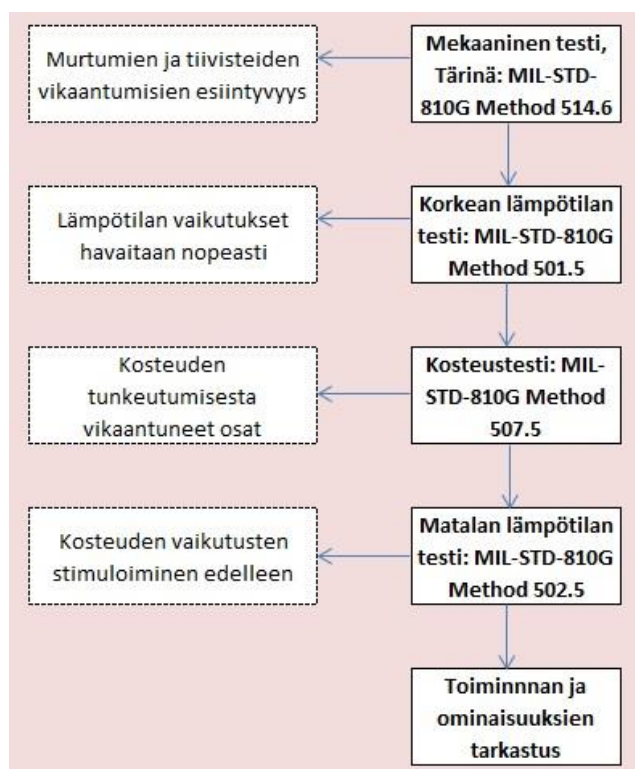 Murtumien ja tiivisteiden
vikaantumisien esiintyvyys
Mekaaninen testi,
Tärinä: MIL-STD-
810G Method 514.6
Lämpötilan vaikutukset
havaitaan nopeasti
Korkean lämpötilan
testi: MIL-STD-810G
Method 501.5
Kosteuden
tunkeutumisesta
vikaantuneet osat
Kosteustesti: MIL-
STD-810G Method
507.5
Kosteuden vaikutusten
stimuloiminen edelleen
Matalan lämpötilan
testi: MIL-STD-810G
Method 502.5
Toiminnnan ja
ominaisuuksien
tarkastus